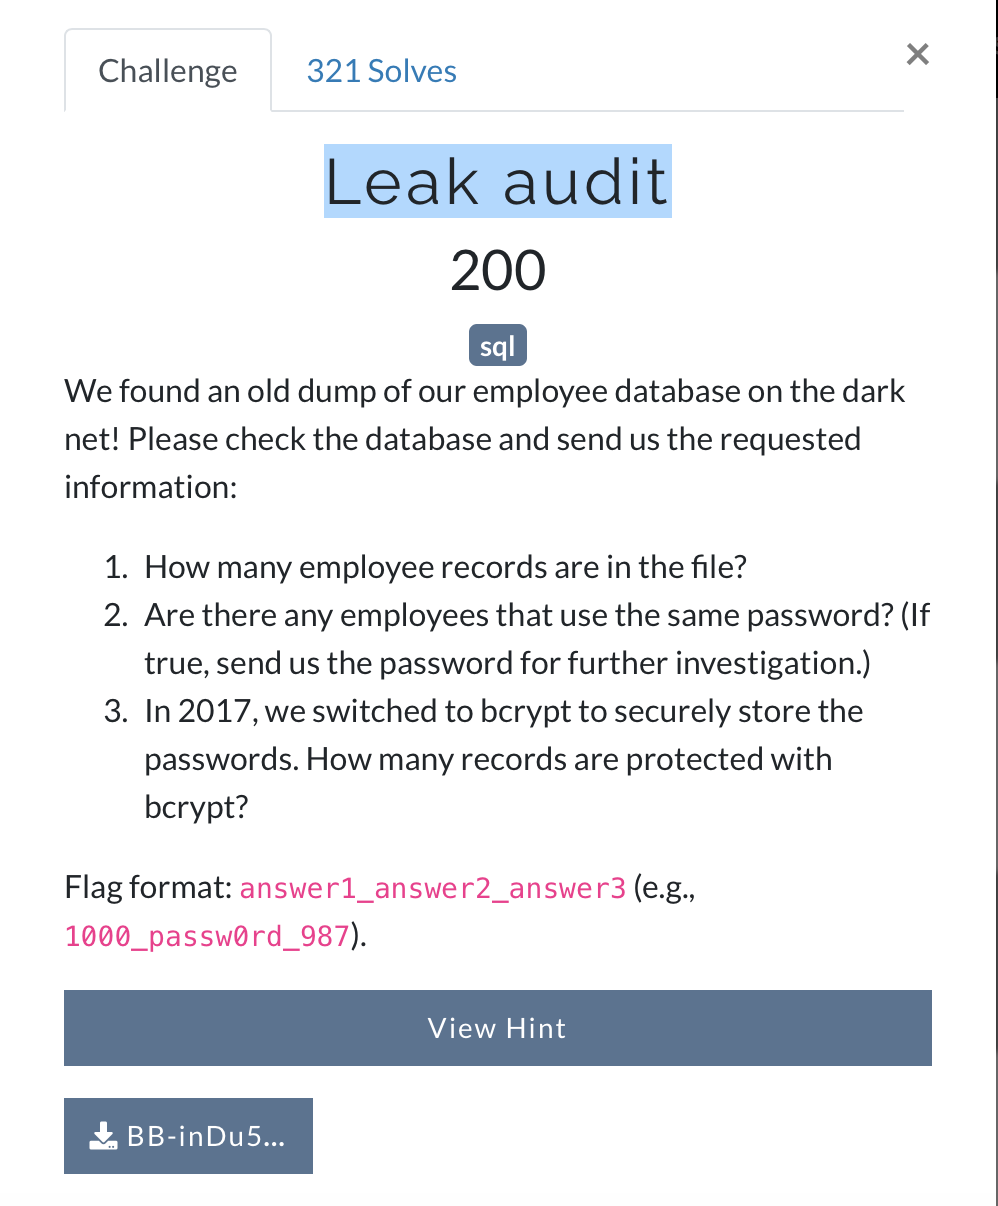 Challenge
321 Solves
×
Leak audit
200
sql
We found an old dump of our employee database on the dark
net! Please check the database and send us the requested
information:
1. How many employee records are in the file?
2. Are there any employees that use the same password? (If
true, send us the password for further investigation.)
3. In 2017, we switched to bcrypt to securely store the
passwords. How many records are protected with
bcrypt?
Flag format: answer1_answer2_answer3 (e.g.,
1000_passw0rd_987).
View Hint
BB-inDu5...